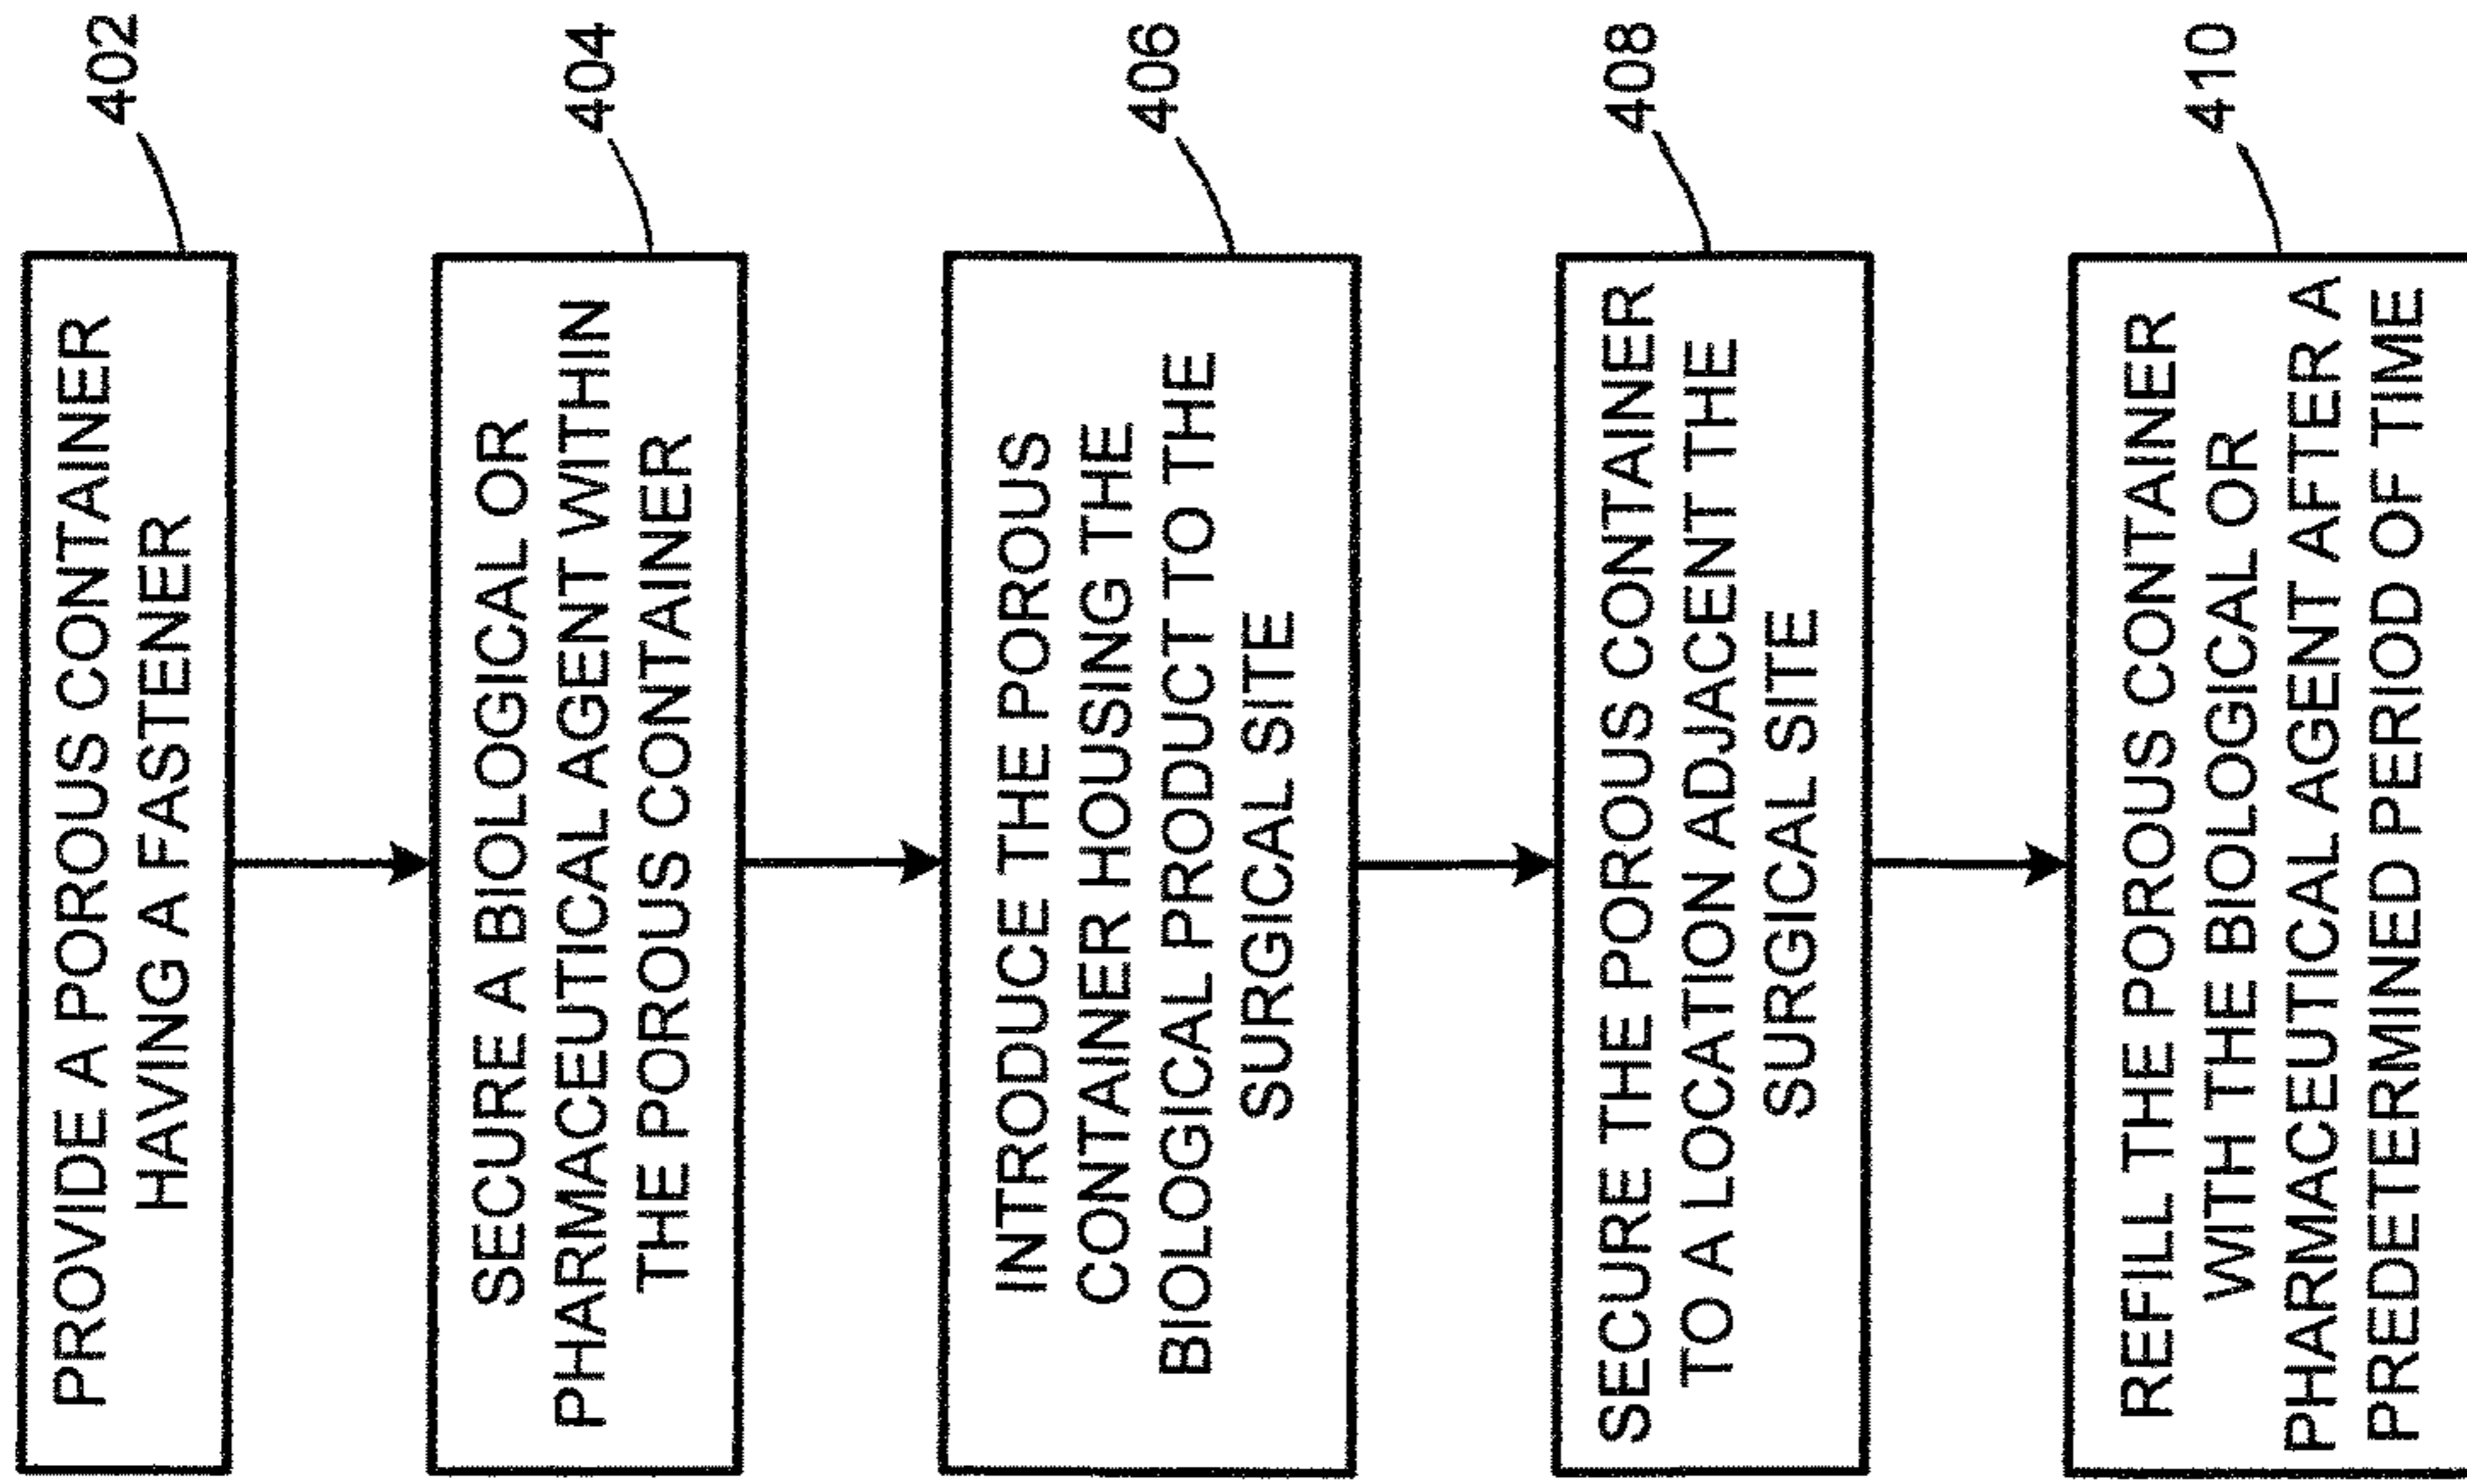 PROVIDE A POROUS CONTAINER
HAVING A FASTENER
402
SECURE A BIOLOGICAL OR
PHARMACEUTICAL AGENT WITHIN
THE POROUS CONTAINER
404
INTRODUCE THE POROUS
CONTAINER HOUSING THE
BIOLOGICAL PRODUCT TO THE
SURGICAL SITE
406
SECURE THE POROUS CONTAINER
TO A LOCATION ADJACENT THE
SURGICAL SITE
408
REFILL THE POROUS CONTAINER
WITH THE BIOLOGICAL OR
PHARMACEUTICAL AGENT AFTER A
PREDETERMINED PERIOD OF TIME
410